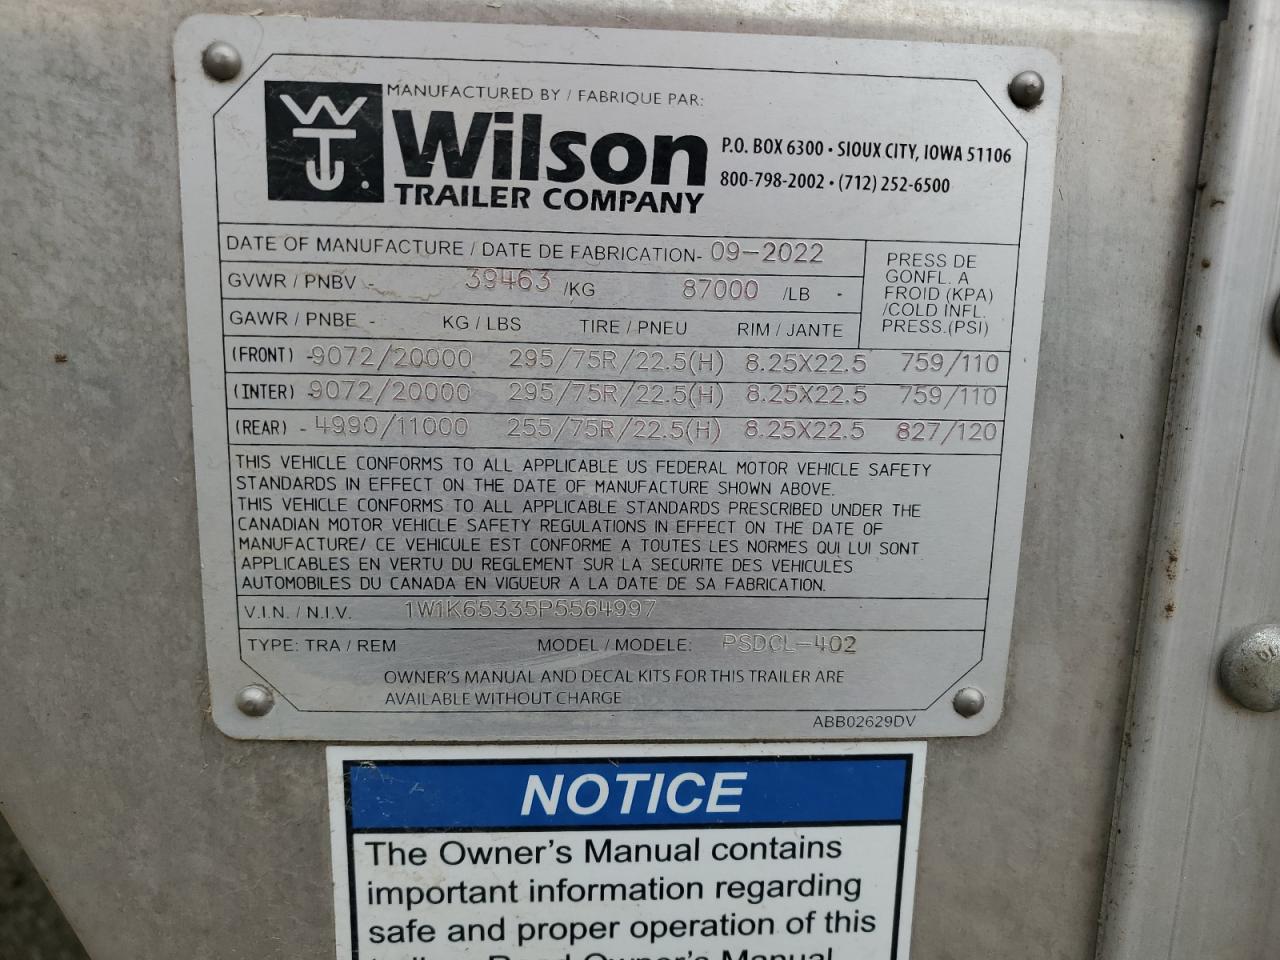 MANUFACTURED BY / FABRIQUE PAR:
WTJ
Wilson
TRAILER COMPANY
P.O. BOX 6300 • SIOUX CITY, IOWA 51106
800-798-2002 • (712) 252-6500
DATE OF MANUFACTURE / DATE DE FABRICATION- 09-2022
GVWR / PNBV - 39463 /KG 87000 /LB -
PRESS DE
GONFL. A
FROID (KPA)
/COLD INFL.
PRESS.(PSI)
GAWR / PNBE - KG / LBS TIRE / PNEU RIM / JANTE
(FRONT) -9072/20000 295/75R/22.5(H) 8.25X22.5 759/110
(INTER) -9072/20000 295/75R/22.5(H) 8.25X22.5 759/110
(REAR) - 4990/11000 255/75R/22.5(H) 8.25X22.5 827/120
THIS VEHICLE CONFORMS TO ALL APPLICABLE US FEDERAL MOTOR VEHICLE SAFETY
STANDARDS IN EFFECT ON THE DATE OF MANUFACTURE SHOWN ABOVE.
THIS VEHICLE CONFORMS TO ALL APPLICABLE STANDARDS PRESCRIBED UNDER THE
CANADIAN MOTOR VEHICLE SAFETY REGULATIONS IN EFFECT ON THE DATE OF
MANUFACTURE/ CE VEHICULE EST CONFORME A TOUTES LES NORMES QUI LUI SONT
APPLICABLES EN VERTU DU REGLEMENT SUR LA SECURITE DES VEHICULES
AUTOMOBILES DU CANADA EN VIGUEUR A LA DATE DE SA FABRICATION.
V.I.N. / N.I.V. 1W1K65335P5564997
TYPE: TRA / REM MODEL / MODELE: PSDCL-402
OWNER'S MANUAL AND DECAL KITS FOR THIS TRAILER ARE
AVAILABLE WITHOUT CHARGE
ABB02629DV
NOTICE
The Owner's Manual contains
important information regarding
safe and proper operation of this
trailer. Read Owner's Manual